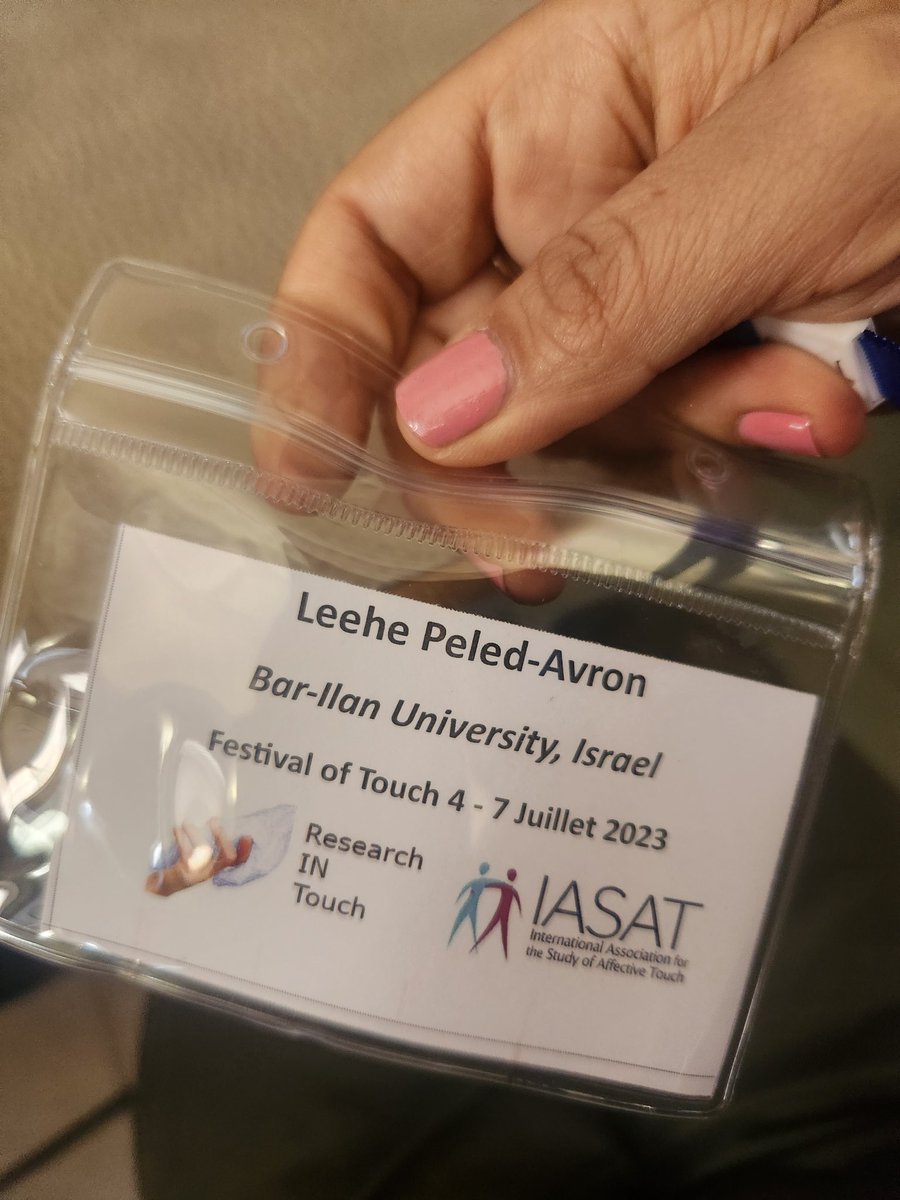 Leehe Peled-Avron
Bar-Ilan University, Israel
Festival of Touch 4 - 7 Juillet 2023
Research
IN
Touch
IASAT
International Association for
the Study of Affective Touch